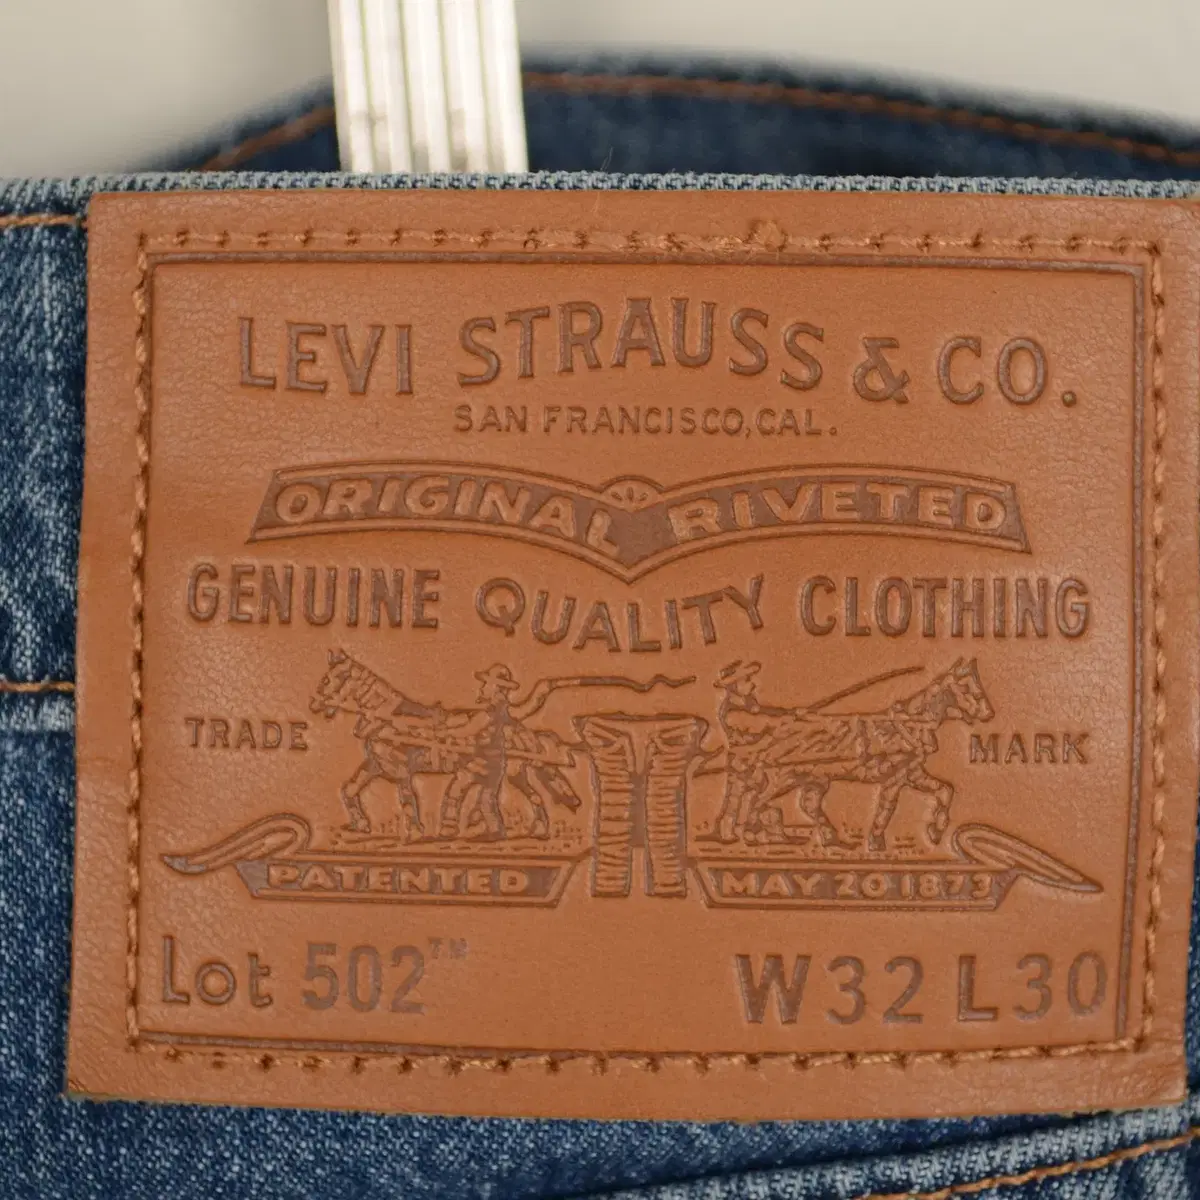 LEVI STRAUSS & CO.
SAN FRANCISCO, CAL.
ORIGINAL RIVETED
GENUINE QUALITY CLOTHING
TRADE MARK
PATENTED MAY 20 1873
Lot 502™ W32 L30